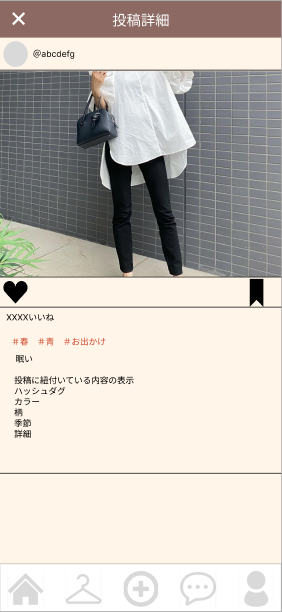 投稿詳細
@abcdefg
XXXXいいね
#春 #青 #お出かけ
眠い
投稿に紐付いている内容の表示
ハッシュダグ
カラー
柄
季節
詳細